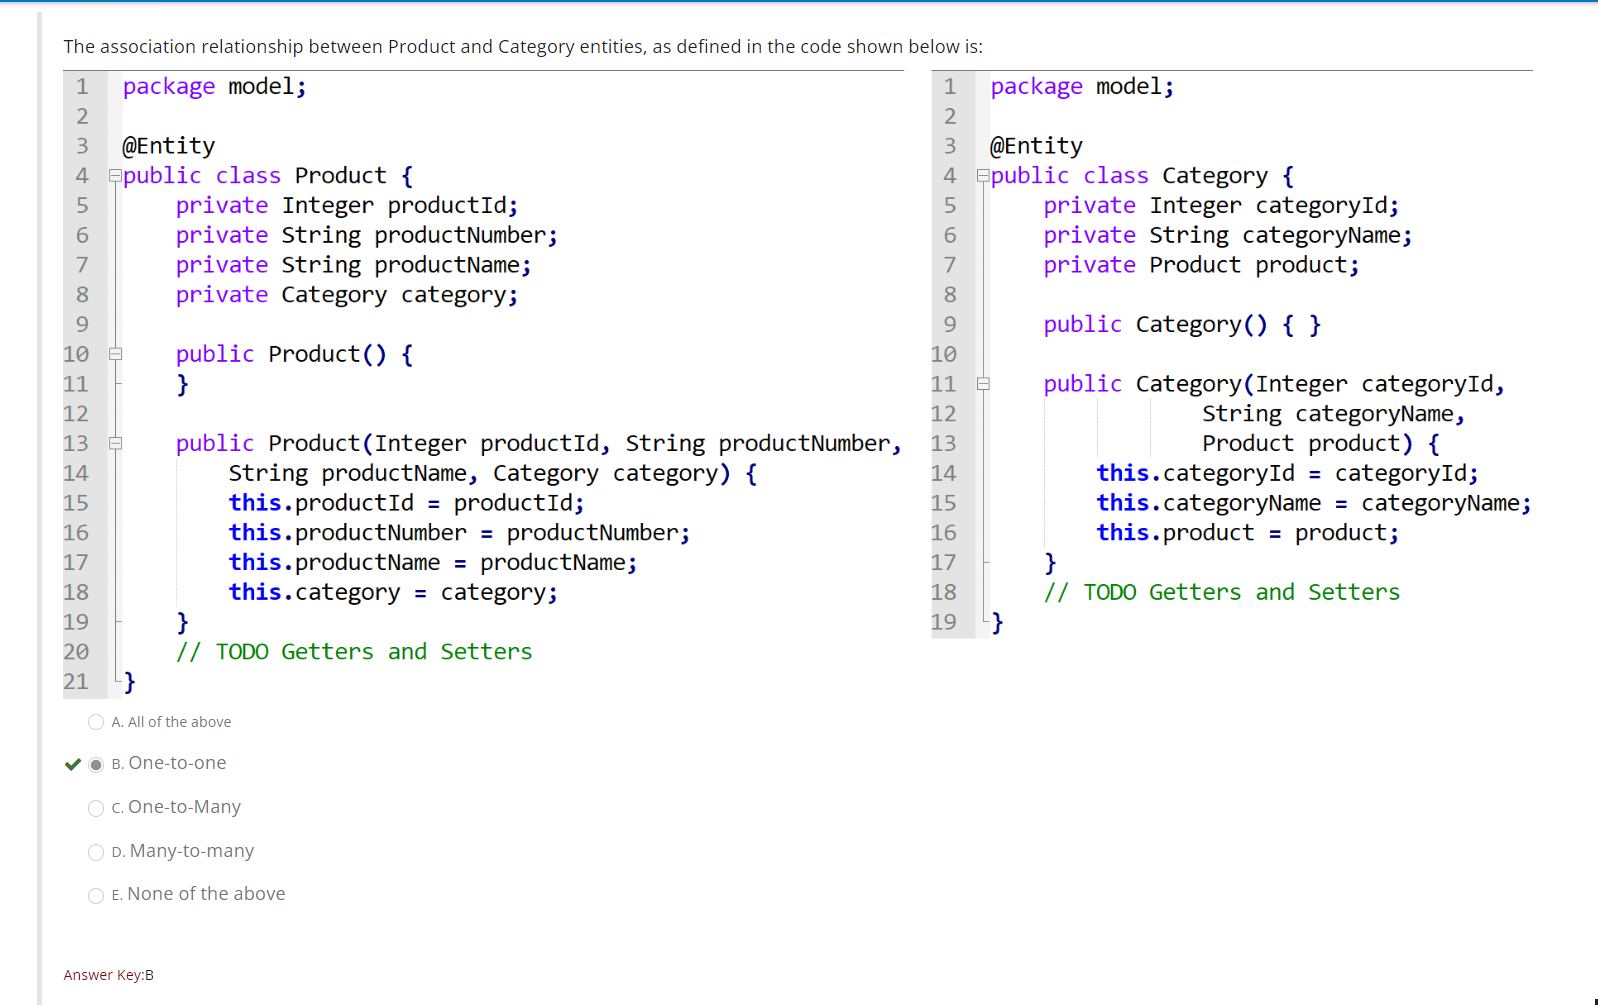 The association relationship between Product and Category entities, as defined in the code shown below is:
1 package model;
2
3 @Entity
4 public class Product {
5 private Integer productId;
6 private String productNumber;
7 private String productName;
8 private Category category;
9
10 public Product() {
11 }
12
13 public Product(Integer productId, String productNumber,
14 String productName, Category category) {
15 this.productId = productId;
16 this.productNumber = productNumber;
17 this.productName = productName;
18 this.category = category;
19 }
20 // TODO Getters and Setters
21 }
1 package model;
2
3 @Entity
4 public class Category {
5 private Integer categoryId;
6 private String categoryName;
7 private Product product;
8
9 public Category() { }
10
11 public Category(Integer categoryId,
12 String categoryName,
13 Product product) {
14 this.categoryId = categoryId;
15 this.categoryName = categoryName;
16 this.product = product;
17 }
18 // TODO Getters and Setters
19 }
A. All of the above
B. One-to-one
C. One-to-Many
D. Many-to-many
E. None of the above
Answer Key:B